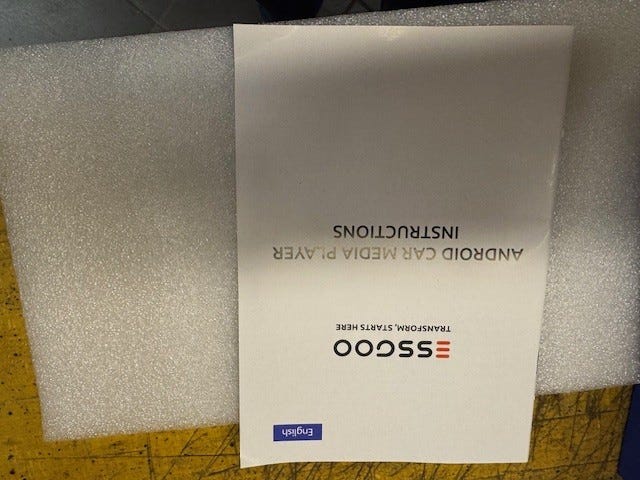 English
ESSGOO
TRANSFORM, STARTS HERE
ANDROID CAR MEDIA PLAYER
INSTRUCTIONS